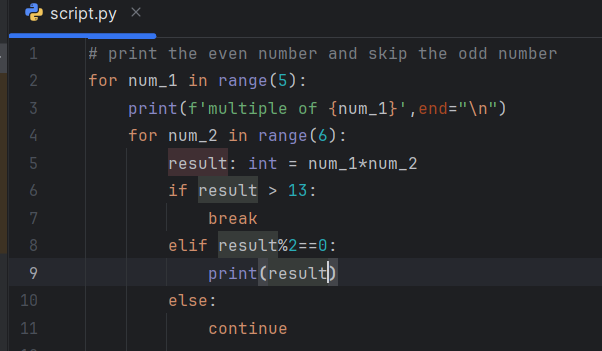 script.py
1 # print the even number and skip the odd number
2 for num_1 in range(5):
3     print(f'multiple of {num_1}',end="\n")
4     for num_2 in range(6):
5         result: int = num_1*num_2
6         if result > 13:
7             break
8         elif result%2==0:
9             print(result)
10         else:
11             continue